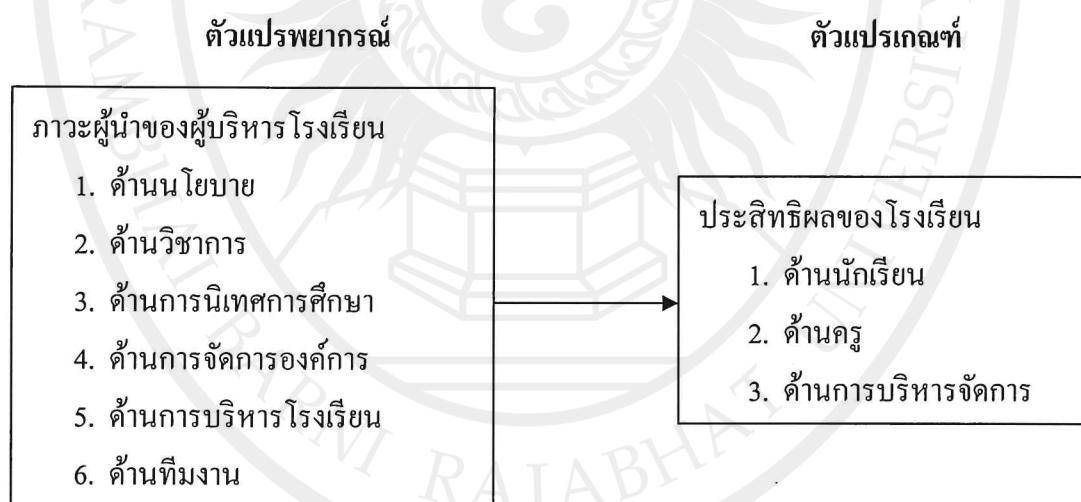 ตัวแปรพยากรณ์
ภาวะผู้นำของผู้บริหารโรงเรียน
1. ด้านนโยบาย
2. ด้านวิชาการ
3. ด้านการนิเทศการศึกษา
4. ด้านการจัดการองค์การ
5. ด้านการบริหารโรงเรียน
6. ด้านทีมงาน
ตัวแปรเกณฑ์
ประสิทธิผลของโรงเรียน
1. ด้านนักเรียน
2. ด้านครู
3. ด้านการบริหารจัดการ
RAMBHAI BARNI RAJABHAT UNIVERSITY